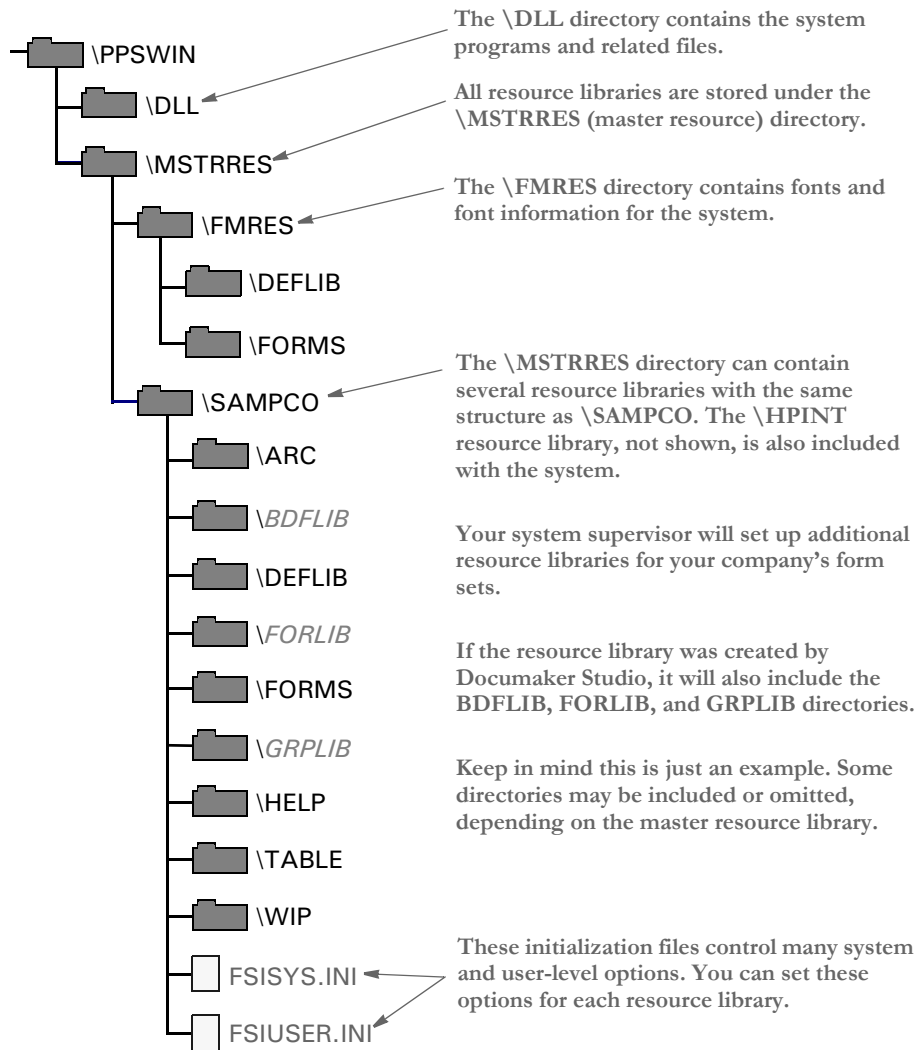 The \DLL directory contains the system
programs and related files.
\PPSWIN
\DLL
All resource libraries are stored under the
\MSTRRES (master resource) directory.
\MSTRRES
The \FMRES directory contains fonts and
font information for the system.
\FMRES
\DEFLIB
\FORMS
The \MSTRRES directory can contain
several resource libraries with the same
structure as \SAMPCO. The \HPINT
resource library, not shown, is also included
with the system.
\SAMPCO
\ARC
\BDFLIB
Your system supervisor will set up additional
resource libraries for your company’s form
sets.
\DEFLIB
\FORLIB
If the resource library was created by
Documaker Studio, it will also include the
BDFLIB, FORLIB, and GRPLIB directories.
\FORMS
\GRPLIB
Keep in mind this is just an example. Some
directories may be included or omitted,
depending on the master resource library.
\HELP
\TABLE
\WIP
These initialization files control many system
and user-level options. You can set these
options for each resource library.
FSISYS.INI
FSIUSER.INI